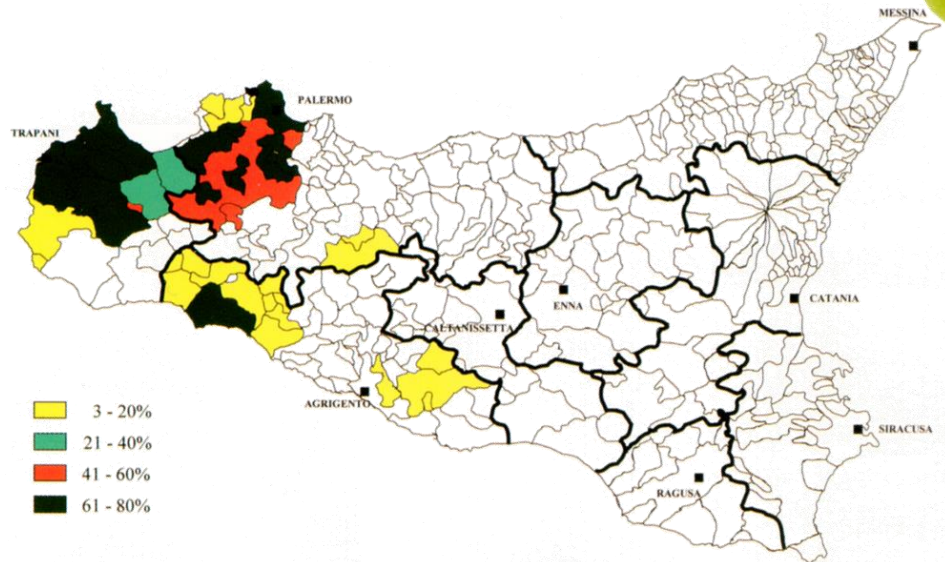 MESSINA
PALERMO
TRAPANI
CATANIA
ENNA
CALTANISSETTA
AGRIGENTO
SIRACUSA
RAGUSA
3 - 20%
21 - 40%
41 - 60%
61 - 80%